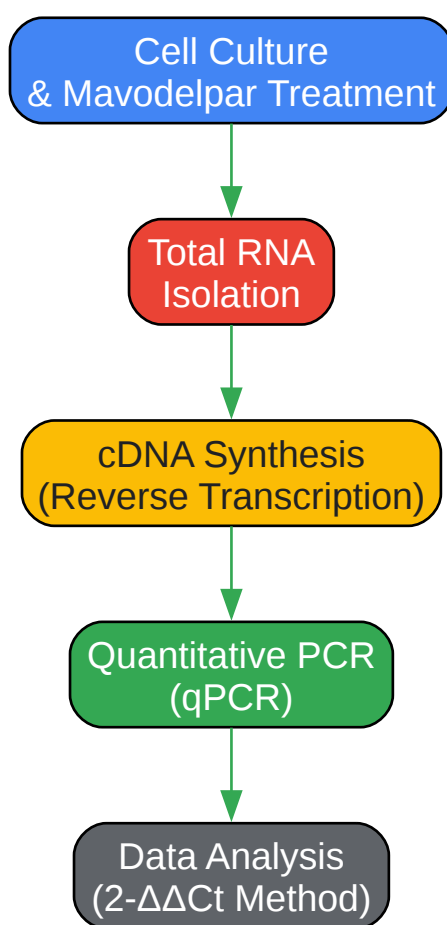 Cell Culture
& Mavodelpar Treatment
Total RNA
Isolation
cDNA Synthesis
(Reverse Transcription)
Quantitative PCR
(qPCR)
Data Analysis
(2-ΔΔCt Method)